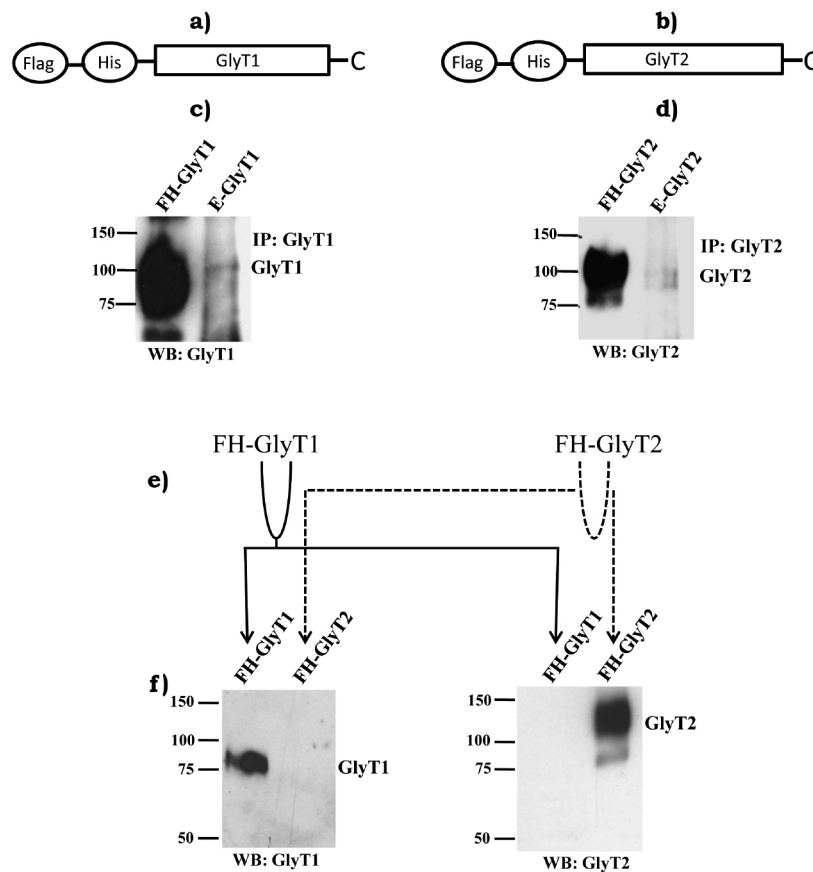 a)
Flag His GlyT1 C
b)
Flag His GlyT2 C
c)
FH-GlyT1
E-GlyT1
150
100
75
IP: GlyT1
GlyT1
WB: GlyT1
d)
FH-GlyT2
E-GlyT2
150
100
75
IP: GlyT2
GlyT2
WB: GlyT2
e)
FH-GlyT1
FH-GlyT2
f)
FH-GlyT1
FH-GlyT2
150
100
75
50
GlyT1
WB: GlyT1
FH-GlyT1
FH-GlyT2
150
100
75
50
GlyT2
WB: GlyT2